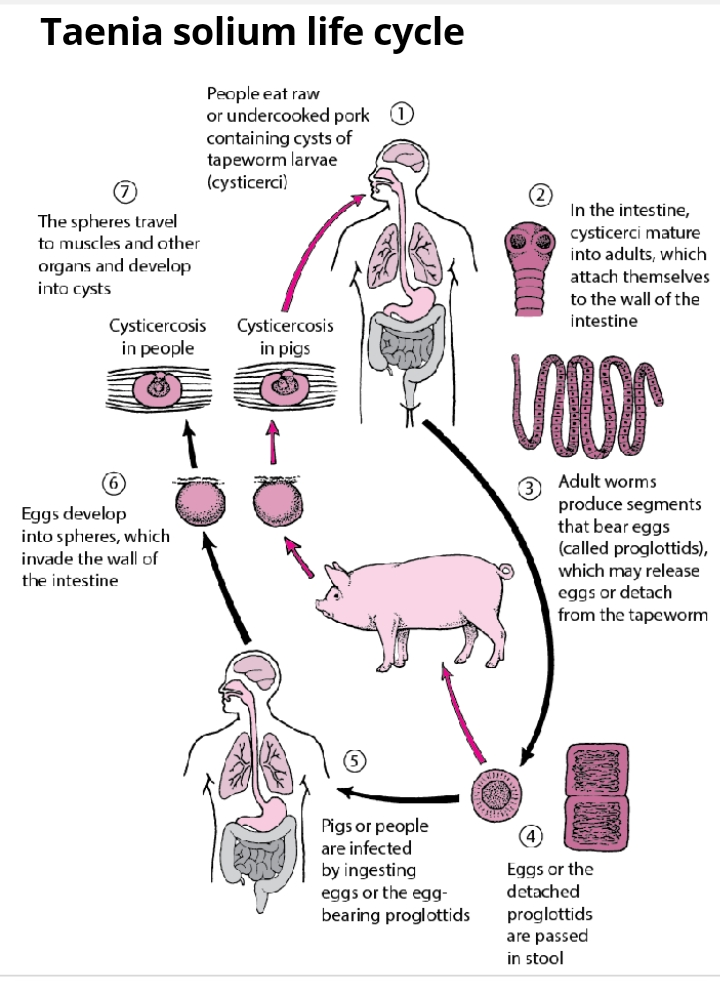 Taenia solium life cycle
People eat raw
or undercooked pork
containing cysts of
tapeworm larvae
(cysticerci)
1
2
In the intestine,
cysticerci mature
into adults, which
attach themselves
to the wall of the
intestine
3
Adult worms
produce segments
that bear eggs
(called proglottids),
which may release
eggs or detach
from the tapeworm
4
Eggs or the
detached
proglottids
are passed
in stool
5
Pigs or people
are infected
by ingesting
eggs or the egg-
bearing proglottids
6
Eggs develop
into spheres, which
invade the wall of
the intestine
7
The spheres travel
to muscles and other
organs and develop
into cysts
Cysticercosis
in people
Cysticercosis
in pigs